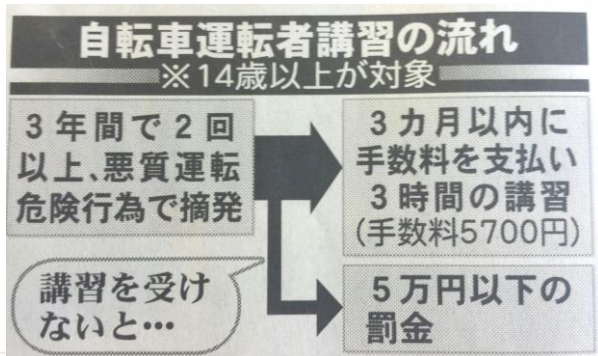 自転車運転者講習の流れ
※14歳以上が対象
3年間で2回
以上、悪質運転
危険行為で摘発
3カ月以内に
手数料を支払い
3時間の講習
(手数料5700円)
講習を受け
ないと…
5万円以下の
罰金